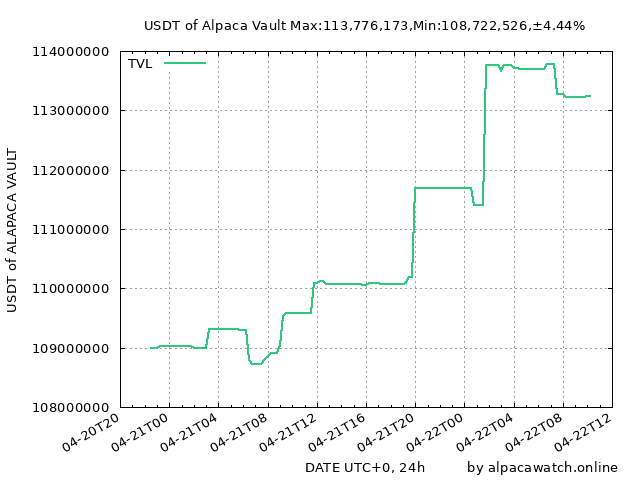 USDT of Alpaca Vault Max:113,776,173,Min:108,722,526,±4.44%
TVL
114000000
113000000
112000000
111000000
110000000
109000000
108000000
USDT of ALAPACA VAULT
04-20T20
04-21T00
04-21T04
04-21T08
04-21T12
04-21T16
04-21T20
04-22T00
04-22T04
04-22T08
04-22T12
DATE UTC+0, 24h
by alpacawatch.online